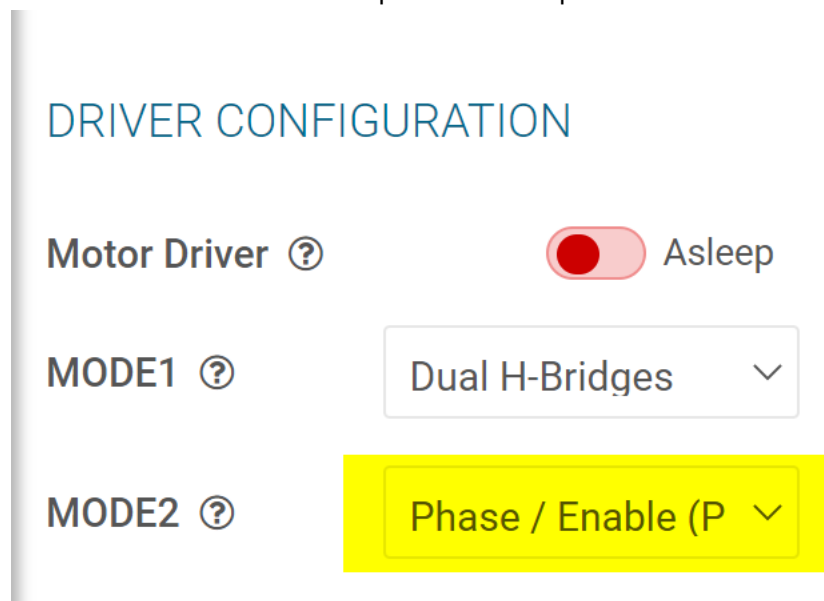 DRIVER CONFIGURATION
Motor Driver ? Asleep
MODE1 ? Dual H-Bridges
MODE2 ? Phase / Enable (P